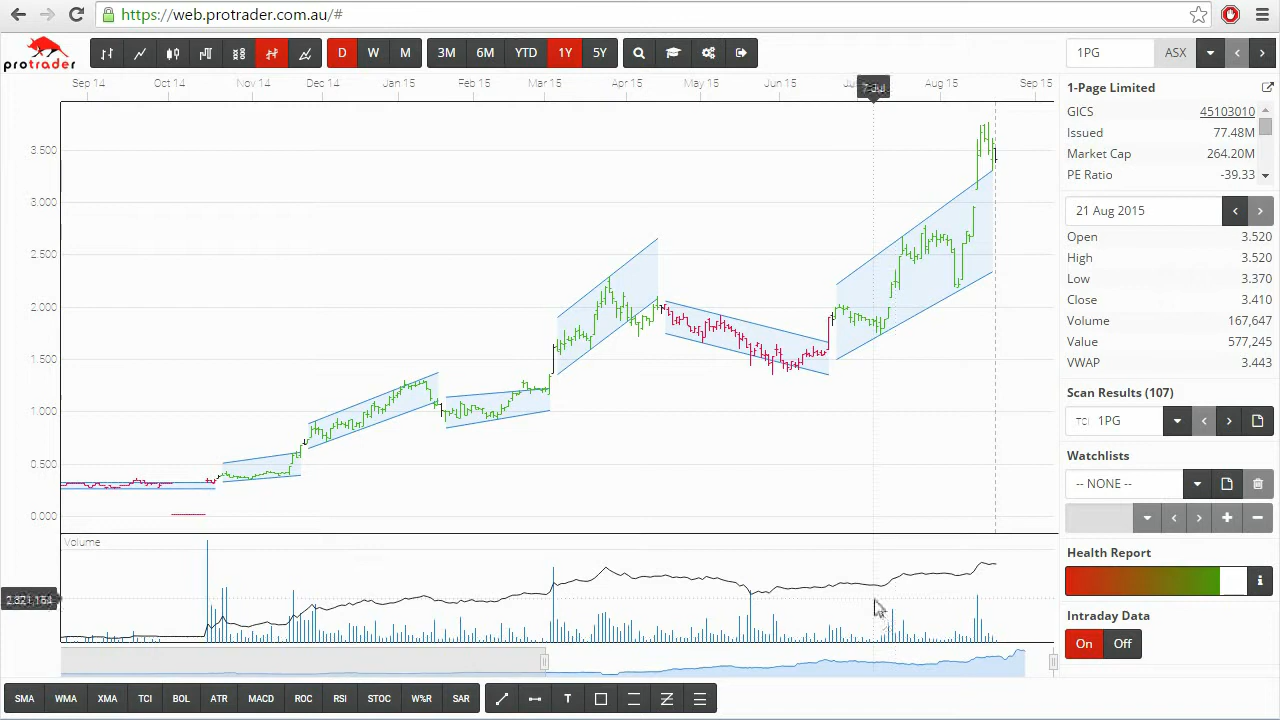 https://web.protrader.com.au/#
protrader
D W M 3M 6M YTD 1Y 5Y
1PG ASX
Sep 14 Oct 14 Nov 14 Dec 14 Jan 15 Feb 15 Mar 15 Apr 15 May 15 Jun 15 7 Jul Aug 15 Sep 15
1-Page Limited
GICS 45103010
Issued 77.48M
Market Cap 264.20M
PE Ratio -39.33
21 Aug 2015
Open 3.520
High 3.520
Low 3.370
Close 3.410
Volume 167,647
Value 577,245
VWAP 3.443
Scan Results (107)
1PG
Watchlists
-- NONE --
Health Report
Intraday Data
On Off
3.500
3.000
2.500
2.000
1.500
1.000
0.500
0.000
Volume
2,321,164
SMA WMA XMA TCI BOL ATR MACD ROC RSI STOC W%R SAR T